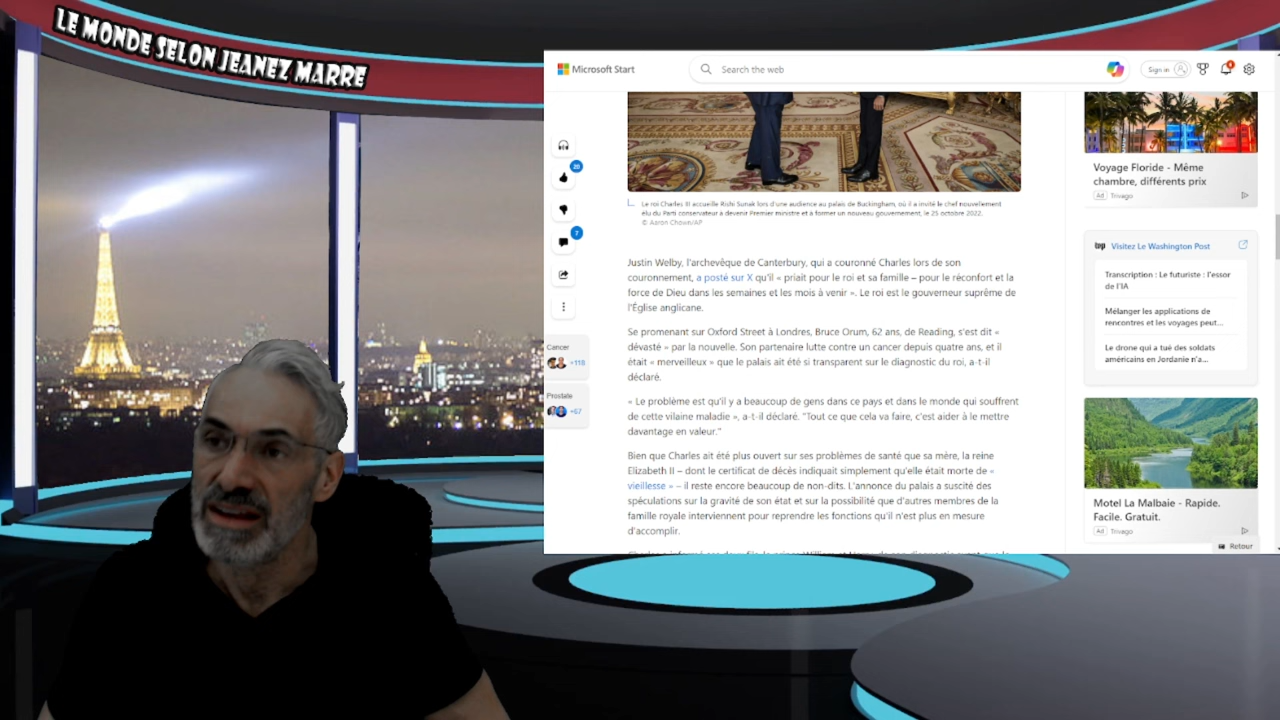 LE MONDE SELON JEANEZ MARRE
Microsoft Start
Search the web
Sign in
4
20
7
Le roi Charles III accueille Rishi Sunak lors d'une audience au palais de Buckingham, où il a invité le chef nouvellement
élu du Parti conservateur à devenir Premier ministre et à former un nouveau gouvernement, le 25 octobre 2022.
© Aaron Chown/AP
Justin Welby, l'archevêque de Canterbury, qui a couronné Charles lors de son
couronnement, a posté sur X qu'il « priait pour le roi et sa famille – pour le réconfort et la
force de Dieu dans les semaines et les mois à venir ». Le roi est le gouverneur suprême de
l'Église anglicane.
Se promenant sur Oxford Street à Londres, Bruce Orum, 62 ans, de Reading, s'est dit «
dévasté » par la nouvelle. Son partenaire lutte contre un cancer depuis quatre ans, et il
était « merveilleux » que le palais ait été si transparent sur le diagnostic du roi, a-t-il
déclaré.
« Le problème est qu'il y a beaucoup de gens dans ce pays et dans le monde qui souffrent
de cette vilaine maladie », a-t-il déclaré. "Tout ce que cela va faire, c'est aider à le mettre
davantage en valeur."
Bien que Charles ait été plus ouvert sur ses problèmes de santé que sa mère, la reine
Elizabeth II – dont le certificat de décès indiquait simplement qu'elle était morte de «
vieillesse » – il reste encore beaucoup de non-dits. L'annonce du palais a suscité des
spéculations sur la gravité de son état et sur la possibilité que d'autres membres de la
famille royale interviennent pour reprendre les fonctions qu'il n'est plus en mesure
d'accomplir.
Cancer
+118
Prostate
+67
Voyage Floride - Même
chambre, différents prix
Ad Trivago
Visitez Le Washington Post
Transcription : Le futuriste : l'essor
de l'IA
Mélanger les applications de
rencontres et les voyages peut...
Le drone qui a tué des soldats
américains en Jordanie n'a...
Motel La Malbaie - Rapide.
Facile. Gratuit.
Ad Trivago
Retour